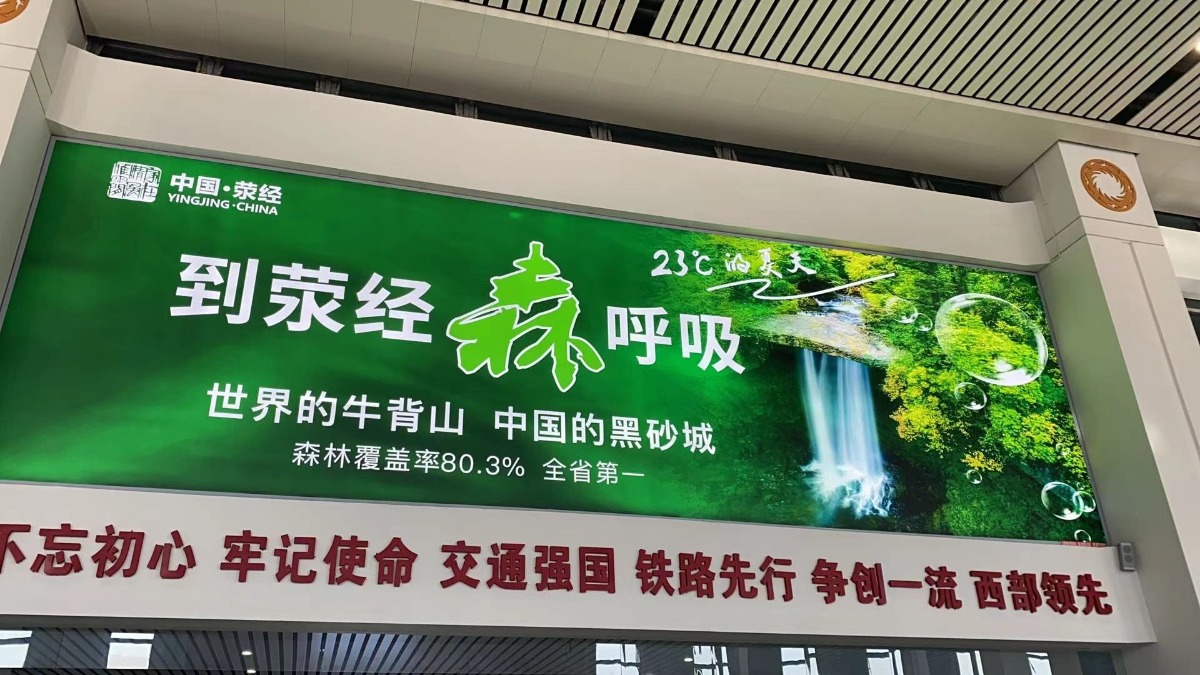 中国·荥经
YINGJING·CHINA
23℃的夏天
到荥经森呼吸
世界的牛背山 中国的黑砂城
森林覆盖率80.3% 全省第一
不忘初心 牢记使命 交通强国 铁路先行 争创一流 西部领先